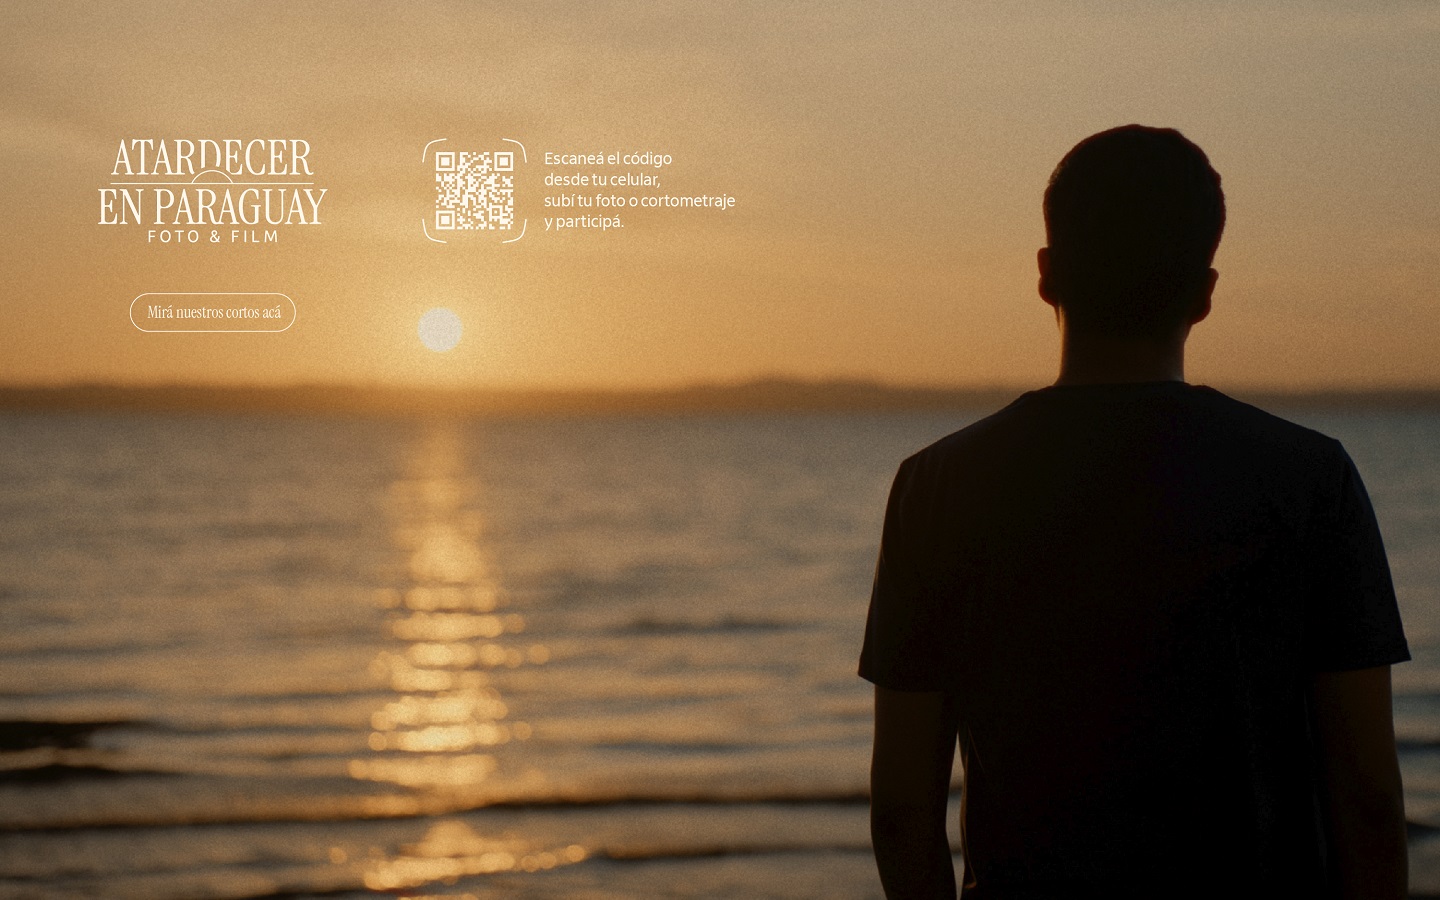 ATARDECER
EN PARAGUAY
FOTO & FILM
Escaneá el código
desde tu celular,
subí tu foto o cortometraje
y participá.
Mirá nuestros cortos acá